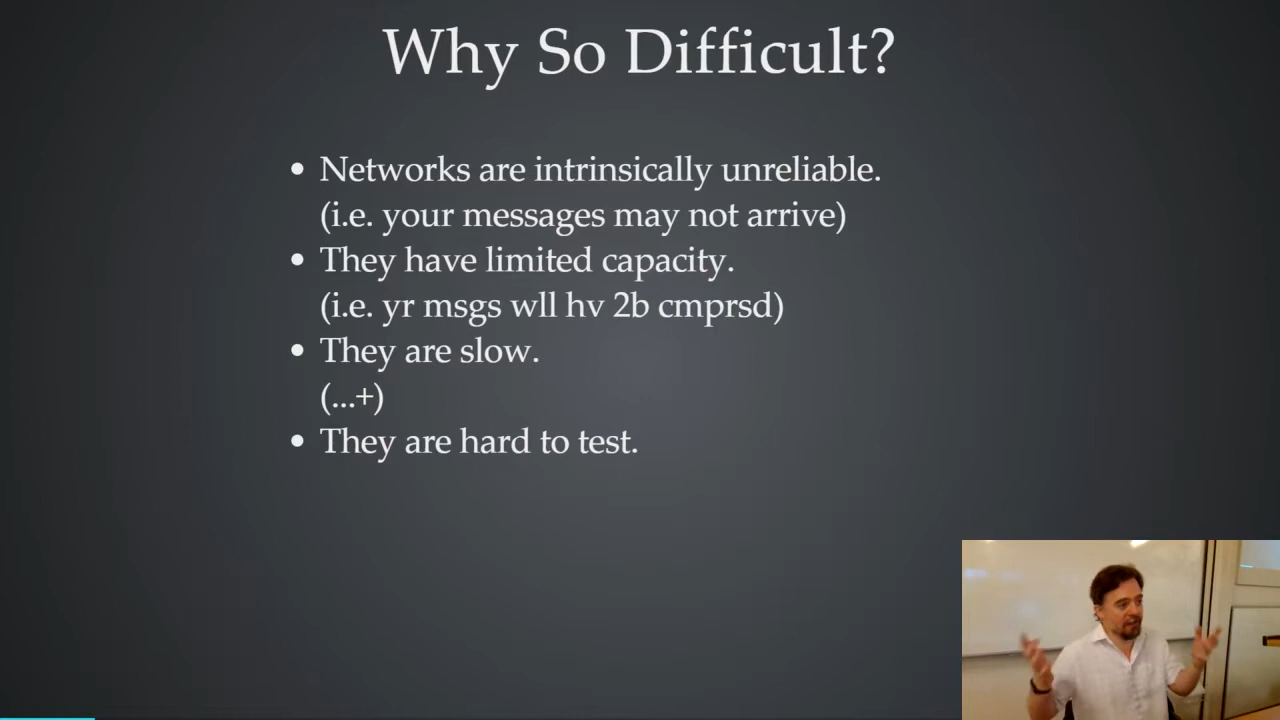 Why So Difficult?
• Networks are intrinsically unreliable.
(i.e. your messages may not arrive)
• They have limited capacity.
(i.e. yr msgs wll hv 2b cmprsd)
• They are slow.
(...+)
• They are hard to test.